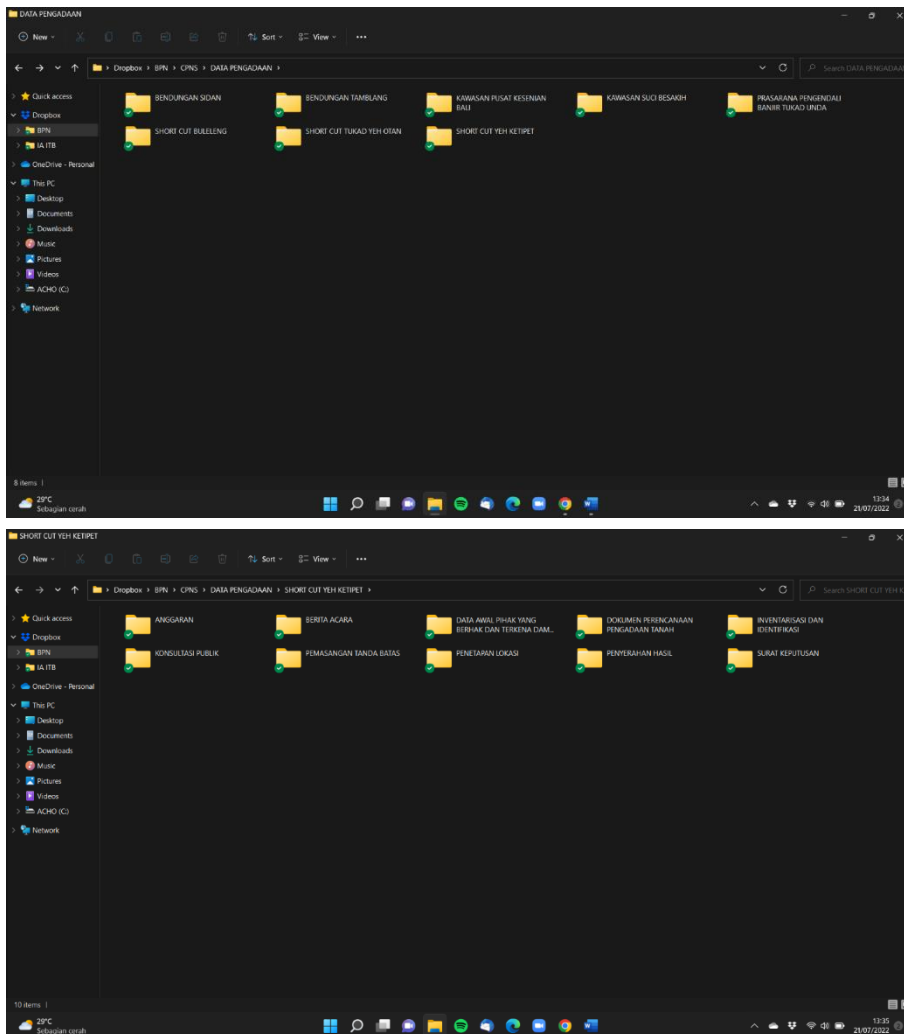 DATA PENGADAAN
New
Sort
View
Dropbox > BPN > CPNS > DATA PENGADAAN >
Search DATA PENGADAAN
Quick access
Dropbox
BPN
IA ITB
OneDrive - Personal
This PC
Desktop
Documents
Downloads
Music
Pictures
Videos
ACHO (C:)
Network
BENDUNGAN SIDAN
BENDUNGAN TAMBLANG
KAWASAN PUSAT KESENIAN
BALI
KAWASAN SUCI BESAKIH
PRASARANA PENGENDALI
BANJIR TUKAD UNDA
SHORT CUT BULELENG
SHORT CUT TUKAD YEH OTAN
SHORT CUT YEH KETIPET
8 items
29°C
Sebagian cerah
13:34
21/07/2022
SHORT CUT YEH KETIPET
New
Sort
View
Dropbox > BPN > CPNS > DATA PENGADAAN > SHORT CUT YEH KETIPET >
Search SHORT CUT YEH K
Quick access
Dropbox
BPN
IA ITB
OneDrive - Personal
This PC
Desktop
Documents
Downloads
Music
Pictures
Videos
ACHO (C:)
Network
ANGGARAN
BERITA ACARA
DATA AWAL PIHAK YANG
BERHAK DAN TERKENA DAM...
DOKUMEN PERENCANAAN
PENGADAAN TANAH
INVENTARISASI DAN
IDENTIFIKASI
KONSULTASI PUBLIK
PEMASANGAN TANDA BATAS
PENETAPAN LOKASI
PENYERAHAN HASIL
SURAT KEPUTUSAN
10 items
29°C
Sebagian cerah
13:35
21/07/2022